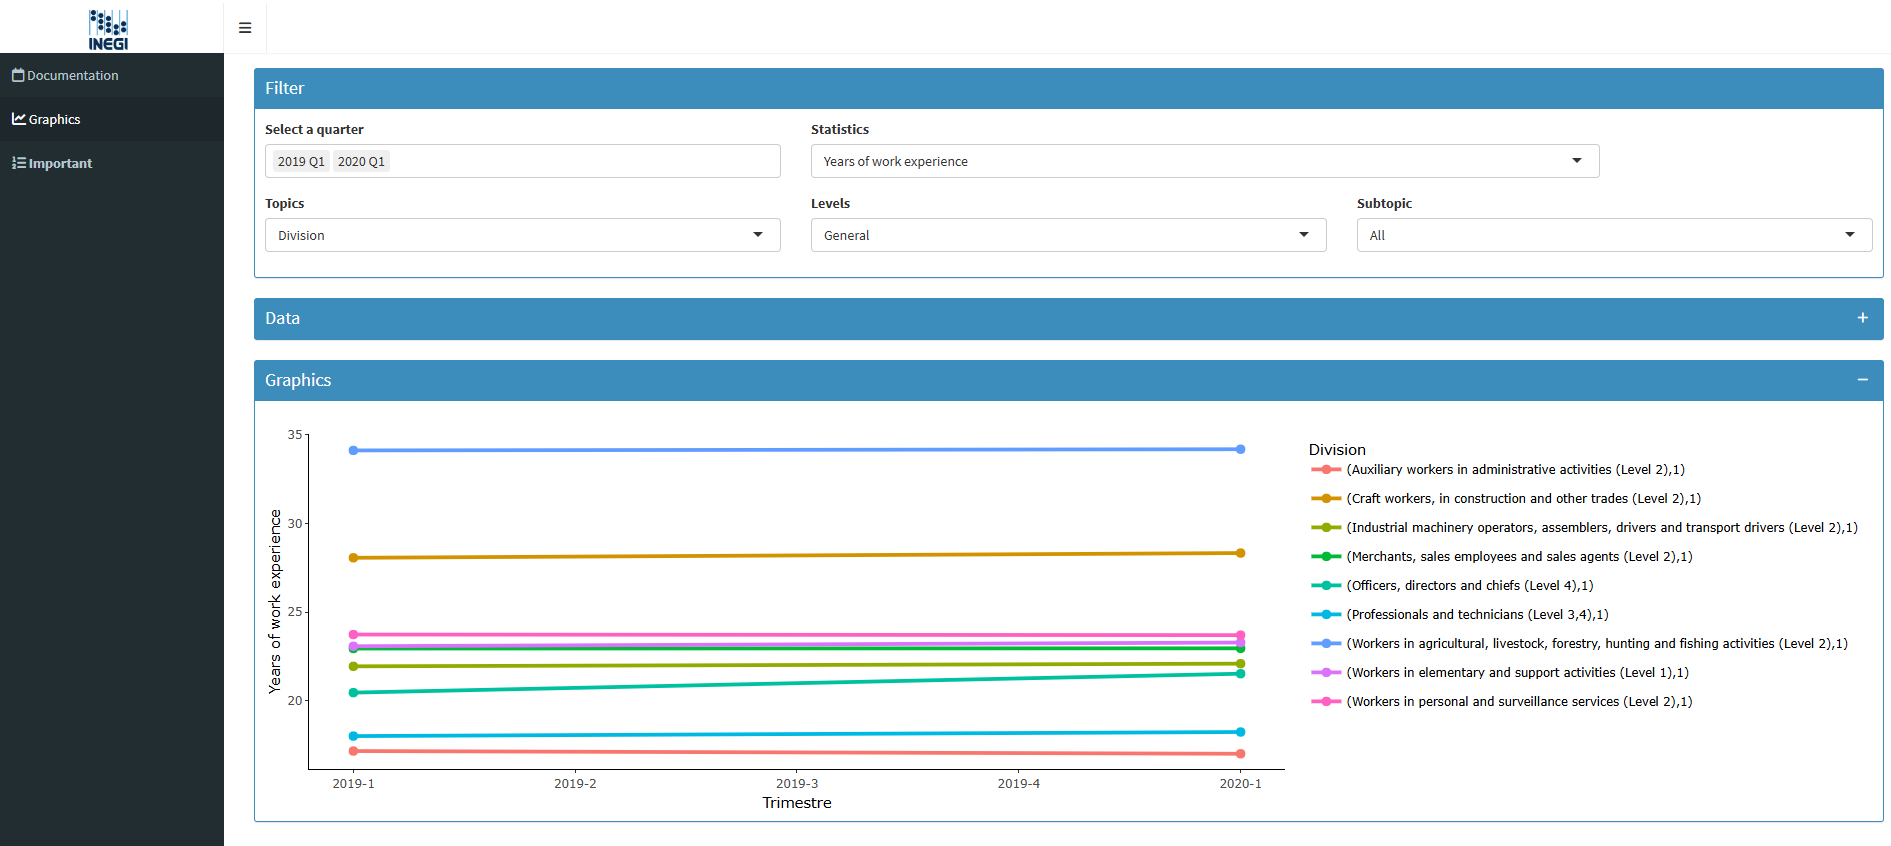 INEGI
Documentation
Graphics
Important
Filter
Select a quarter
Statistics
2019 Q1 2020 Q1
Years of work experience
Topics
Levels
Subtopic
Division
General
All
Data
Graphics
35
30
25
20
Years of work experience
2019-1
2019-2
2019-3
2019-4
2020-1
Trimestre
Division
(Auxiliary workers in administrative activities (Level 2),1)
(Craft workers, in construction and other trades (Level 2),1)
(Industrial machinery operators, assemblers, drivers and transport drivers (Level 2),1)
(Merchants, sales employees and sales agents (Level 2),1)
(Officers, directors and chiefs (Level 4),1)
(Professionals and technicians (Level 3,4),1)
(Workers in agricultural, livestock, forestry, hunting and fishing activities (Level 2),1)
(Workers in elementary and support activities (Level 1),1)
(Workers in personal and surveillance services (Level 2),1)